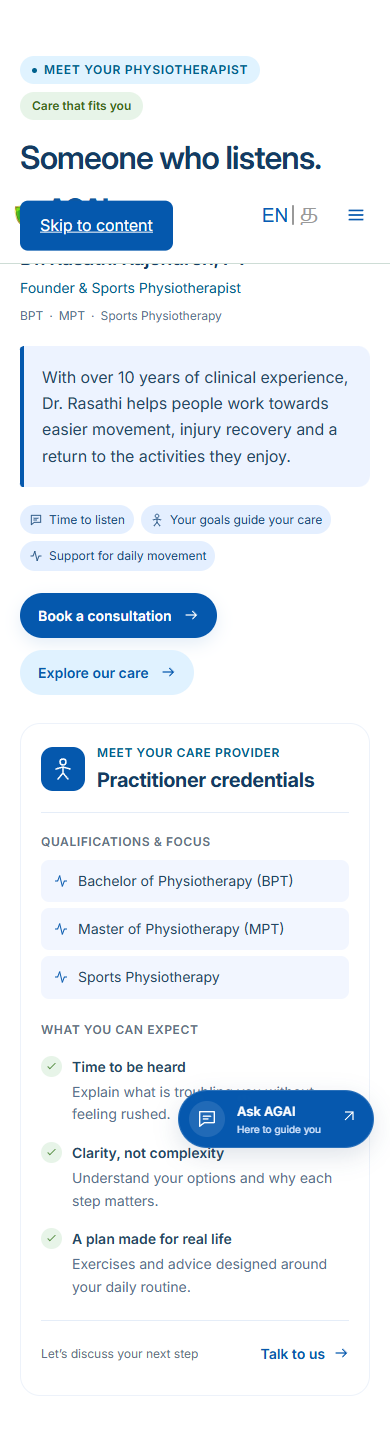 MEET YOUR PHYSIOTHERAPIST
Care that fits you
Someone who listens.
Skip to content
EN | த
Founder & Sports Physiotherapist
BPT · MPT · Sports Physiotherapy
With over 10 years of clinical experience,
Dr. Rasathi helps people work towards
easier movement, injury recovery and a
return to the activities they enjoy.
Time to listen
Your goals guide your care
Support for daily movement
Book a consultation →
Explore our care →
MEET YOUR CARE PROVIDER
Practitioner credentials
QUALIFICATIONS & FOCUS
Bachelor of Physiotherapy (BPT)
Master of Physiotherapy (MPT)
Sports Physiotherapy
WHAT YOU CAN EXPECT
Time to be heard
Explain what is troubling you without
feeling rushed.
Ask AGAI
Here to guide you
Clarity, not complexity
Understand your options and why each
step matters.
A plan made for real life
Exercises and advice designed around
your daily routine.
Let's discuss your next step
Talk to us →